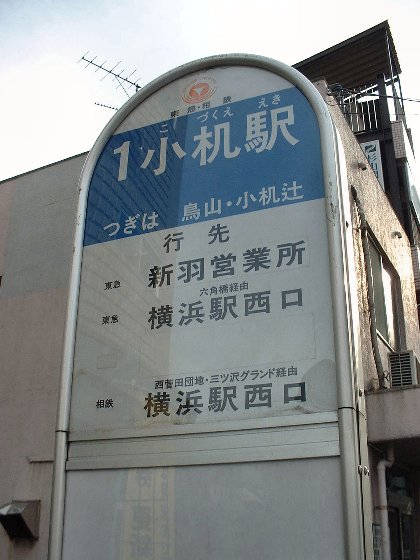 東急・相鉄
こ づくえ えき
1 小机駅
つぎは 鳥山・小机辻
行先
東急 新羽営業所
六角橋経由
東急 横浜駅西口
西菅田団地・三ツ沢グランド経由
相鉄 横浜駅西口